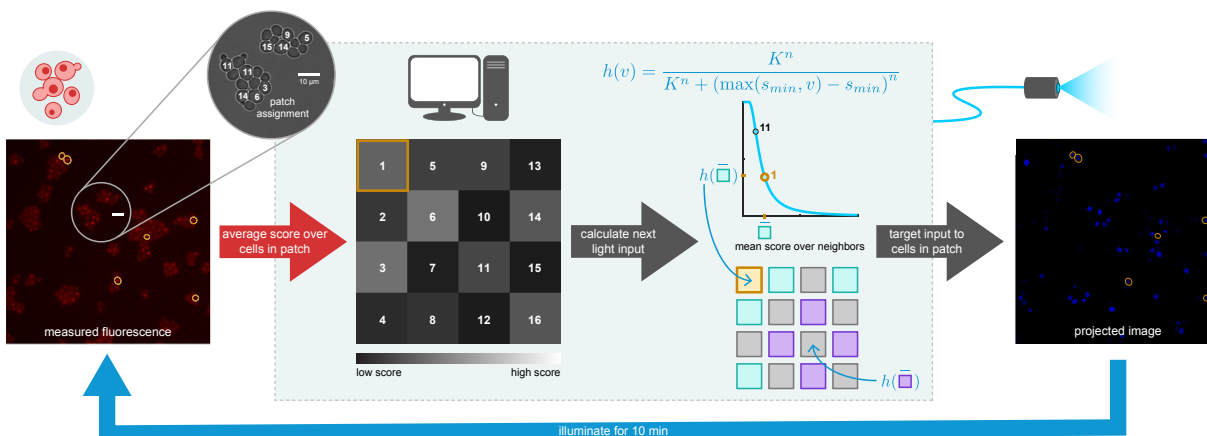 9
5
15
14
11
11
3
14
6
10 µm
patch
assignment
measured fluorescence
average score over
cells in patch
1 5 9 13
2 6 10 14
3 7 11 15
4 8 12 16
low score
high score
calculate next
light input
h(v) = K^n / (K^n + (max(s_min, v) − s_min)^n)
11
1
h(□̅)
□̅
mean score over neighbors
h(□̅)
target input to
cells in patch
projected image
illuminate for 10 min